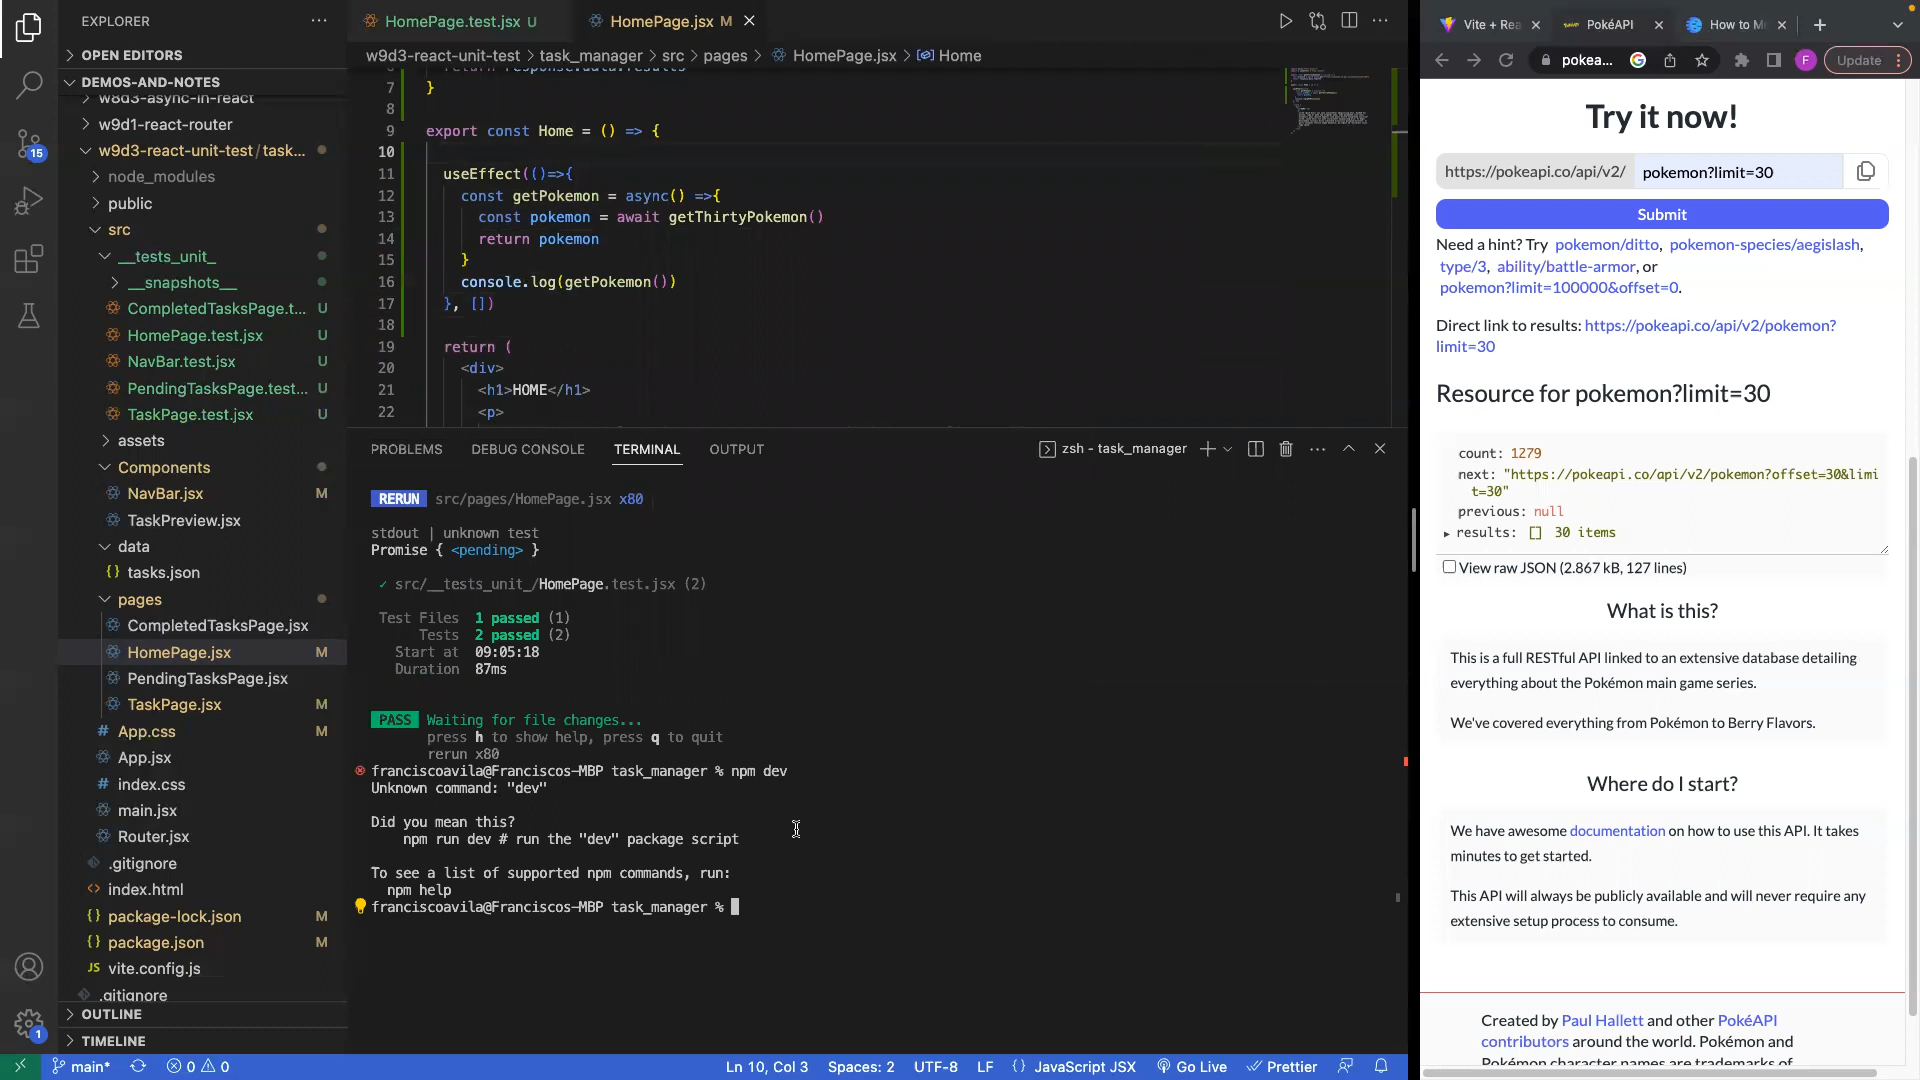 EXPLORER
OPEN EDITORS
DEMOS-AND-NOTES
w8d3-async-in-react
w9d1-react-router
w9d3-react-unit-test / task...
node_modules
public
src
__tests_unit_
__snapshots__
CompletedTasksPage.t... U
HomePage.test.jsx U
NavBar.test.jsx U
PendingTasksPage.test... U
TaskPage.test.jsx U
assets
Components
NavBar.jsx M
TaskPreview.jsx
data
tasks.json
pages
CompletedTasksPage.jsx
HomePage.jsx M
PendingTasksPage.jsx
TaskPage.jsx M
App.css M
App.jsx
index.css
main.jsx
Router.jsx
.gitignore
index.html
package-lock.json M
package.json M
vite.config.js
.gitignore
OUTLINE
TIMELINE
15
1
HomePage.test.jsx U
HomePage.jsx M
w9d3-react-unit-test > task_manager > src > pages > HomePage.jsx > Home
return response.data.results
7 }
8
9 export const Home = () => {
10
11 useEffect(()=>{
12 const getPokemon = async() =>{
13 const pokemon = await getThirtyPokemon()
14 return pokemon
15 }
16 console.log(getPokemon())
17 }, [])
18
19 return (
20 <div>
21 <h1>HOME</h1>
22 <p>
PROBLEMS DEBUG CONSOLE TERMINAL OUTPUT
zsh - task_manager
RERUN src/pages/HomePage.jsx x80
stdout | unknown test
Promise { <pending> }
✓ src/__tests_unit_/HomePage.test.jsx (2)
Test Files 1 passed (1)
Tests 2 passed (2)
Start at 09:05:18
Duration 87ms
PASS Waiting for file changes...
press h to show help, press q to quit
rerun x80
franciscoavila@Franciscos-MBP task_manager % npm dev
Unknown command: "dev"
Did you mean this?
npm run dev # run the "dev" package script
To see a list of supported npm commands, run:
npm help
franciscoavila@Franciscos-MBP task_manager %
main* 0 0
Ln 10, Col 3 Spaces: 2 UTF-8 LF {} JavaScript JSX Go Live Prettier
Vite + Rea
PokéAPI
How to M
pokea...
F
Update
Try it now!
https://pokeapi.co/api/v2/ pokemon?limit=30
Submit
Need a hint? Try pokemon/ditto, pokemon-species/aegislash,
type/3, ability/battle-armor, or
pokemon?limit=100000&offset=0.
Direct link to results: https://pokeapi.co/api/v2/pokemon?
limit=30
Resource for pokemon?limit=30
count: 1279
next: "https://pokeapi.co/api/v2/pokemon?offset=30&limi
t=30"
previous: null
results: [] 30 items
View raw JSON (2.867 kB, 127 lines)
What is this?
This is a full RESTful API linked to an extensive database detailing
everything about the Pokémon main game series.
We've covered everything from Pokémon to Berry Flavors.
Where do I start?
We have awesome documentation on how to use this API. It takes
minutes to get started.
This API will always be publicly available and will never require any
extensive setup process to consume.
Created by Paul Hallett and other PokéAPI
contributors around the world. Pokémon and
Pokémon character names are trademarks of